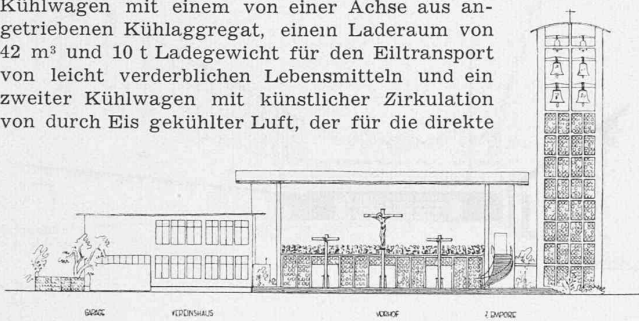 Kühlwagen mit einem von einer Achse aus an-
getriebenen Kühlaggregat, einem Laderaum von
42 m³ und 10 t Ladegewicht für den Eiltransport
von leicht verderblichen Lebensmitteln und ein
zweiter Kühlwagen mit künstlicher Zirkulation
von durch Eis gekühlter Luft, der für die direkte
GARAGE VEREINSHAUS VORHOF Z. EMPORE